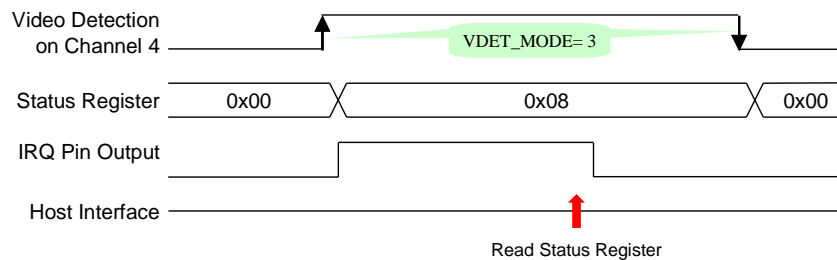 Video Detection
on Channel 4
VDET_MODE= 3
Status Register
0x00
0x08
0x00
IRQ Pin Output
Host Interface
Read Status Register